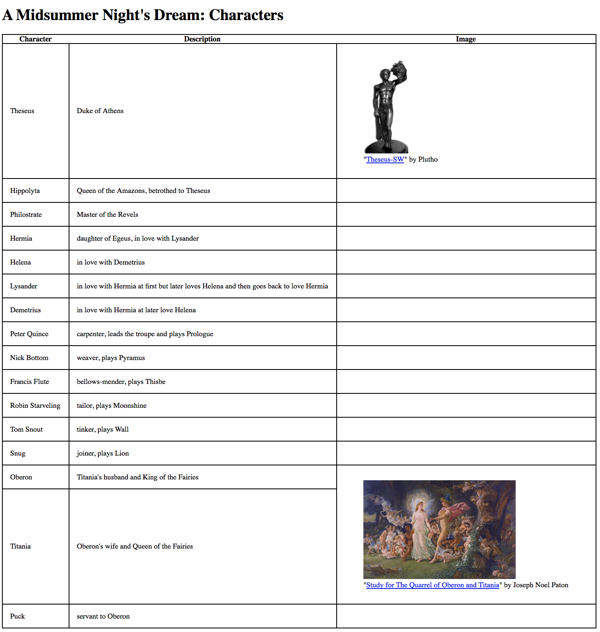 A Midsummer Night's Dream: Characters
Character Description Image
Theseus Duke of Athens
"Theseus-SW" by Plutho
Hippolyta Queen of the Amazons, betrothed to Theseus
Philostrate Master of the Revels
Hermia daughter of Egeus, in love with Lysander
Helena in love with Demetrius
Lysander in love with Hermia at first but later loves Helena and then goes back to love Hermia
Demetrius in love with Hermia at later love Helena
Peter Quince carpenter, leads the troupe and plays Prologue
Nick Bottom weaver, plays Pyramus
Francis Flute bellows-mender, plays Thisbe
Robin Starveling tailor, plays Moonshine
Tom Snout tinker, plays Wall
Snug joiner, plays Lion
Oberon Titania's husband and King of the Fairies
Titania Oberon's wife and Queen of the Fairies
"Study for The Quarrel of Oberon and Titania" by Joseph Noel Paton
Puck servant to Oberon